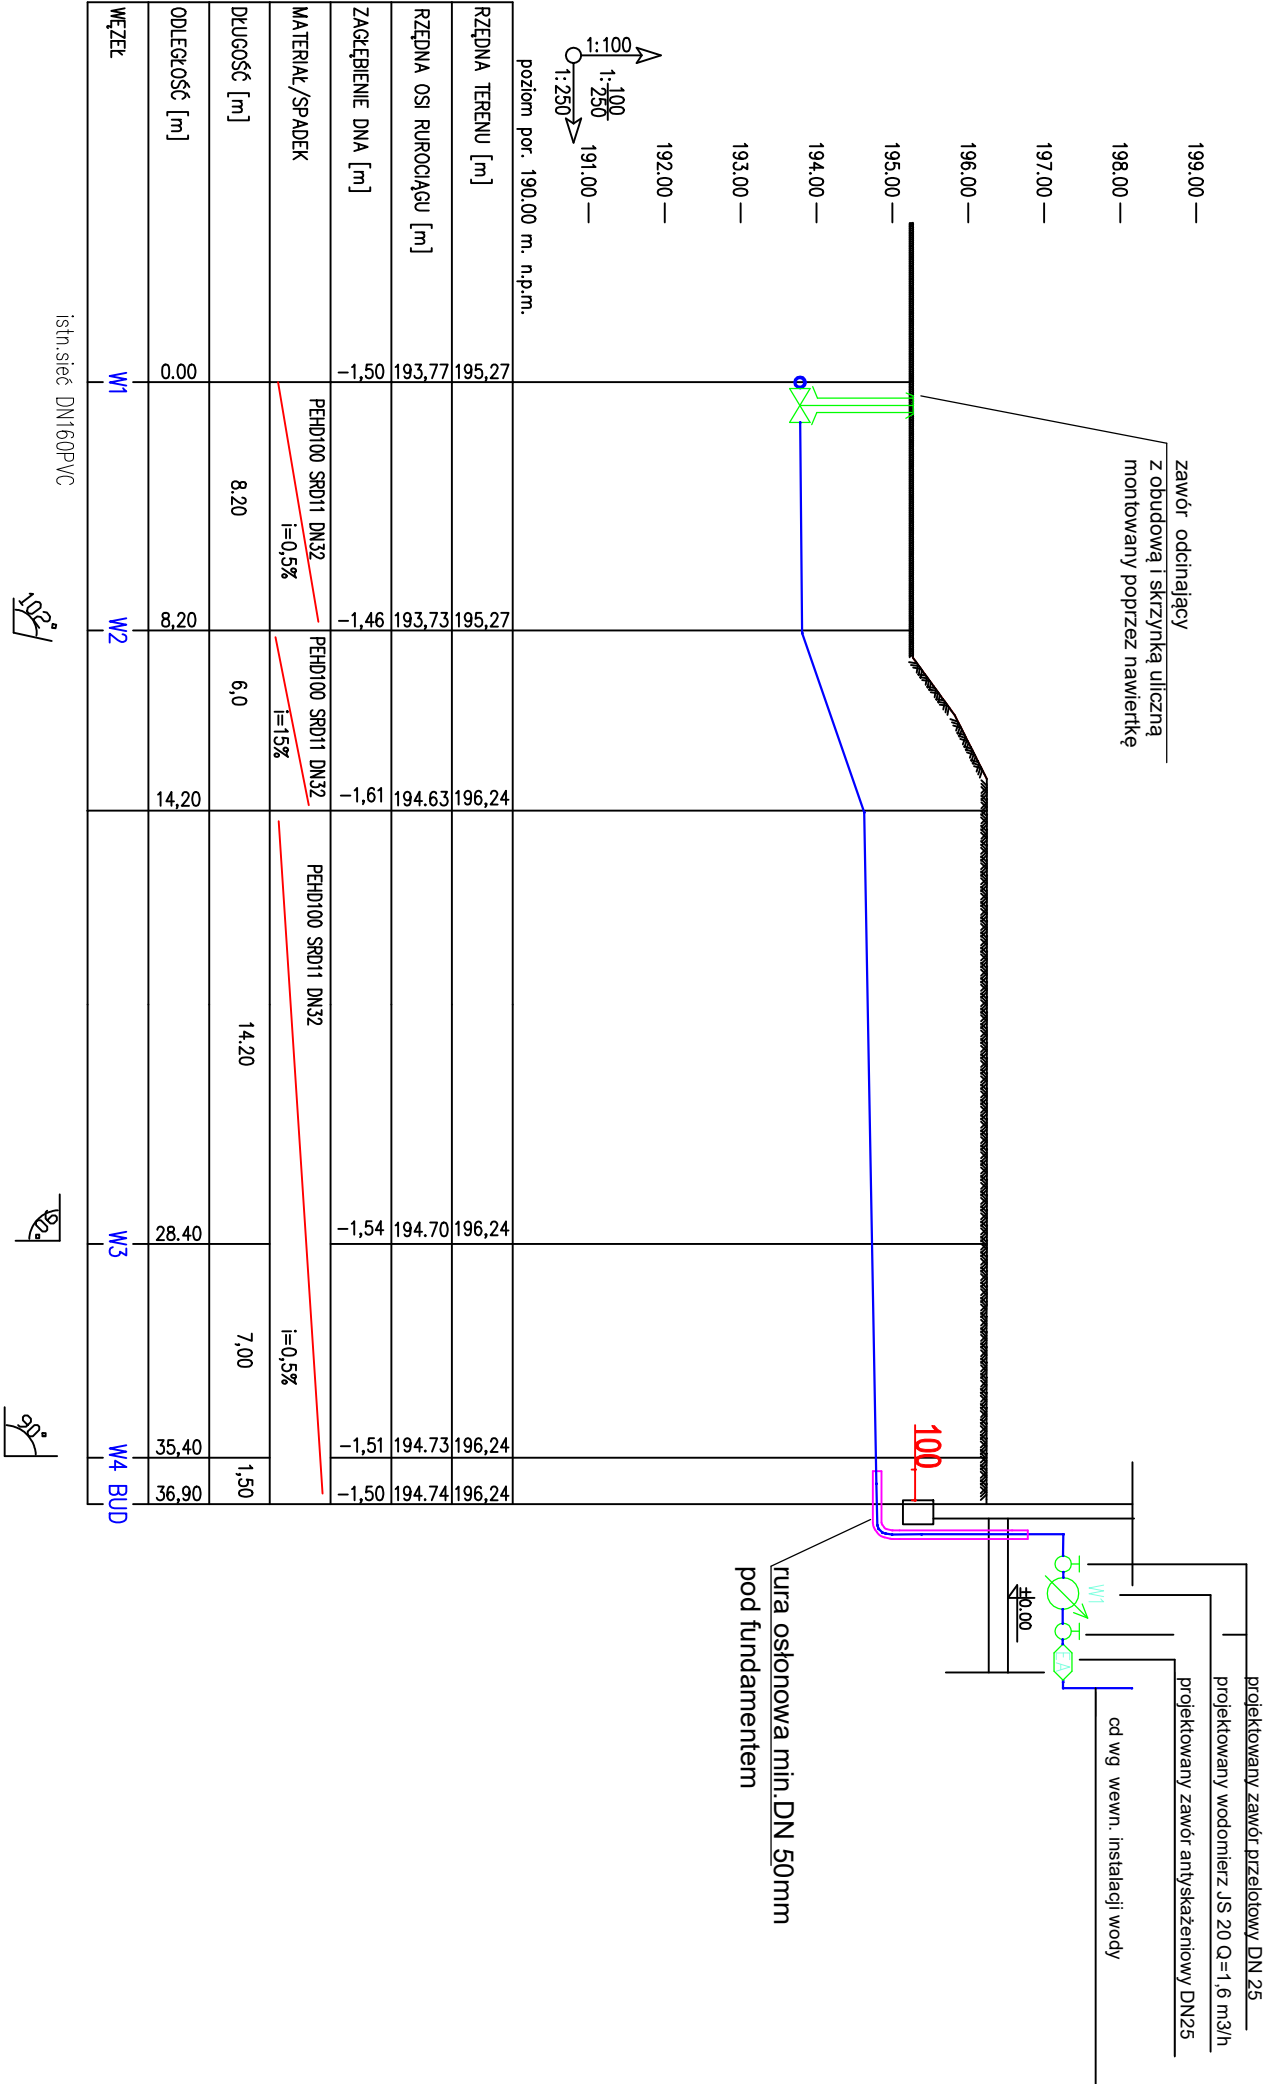 projektowany zawór przelotowy DN 25
projektowany wodomierz JS 20 Q=1,6 m3/h
projektowany zawór antyskażeniowy DN25
cd wg wewn. instalacji wody
zawór odcinający
z obudową i skrzynką uliczną
montowany poprzez nawiertkę
199.00
198.00
197.00
196.00
195.00
194.00
193.00
192.00
191.00
W1
EA
±0.00
100
rura osłonowa min.DN 50mm
pod fundamentem
1:100
1:250
1:100
250
poziom por. 190.00 m. n.p.m.
RZĘDNA TERENU [m] 195,27 195,27 196,24 196,24 196,24 196,24
RZĘDNA OSI RUROCIĄGU [m] 193,77 193,73 194.63 194.70 194.73 194.74
ZAGŁĘBIENIE DNA [m] −1,50 −1,46 −1,61 −1,54 −1,51 −1,50
MATERIAŁ/SPADEK PEHD100 SRD11 DN32 i=0,5% PEHD100 SRD11 DN32 i=15% PEHD100 SRD11 DN32 i=0,5%
DŁUGOŚĆ [m] 8.20 6,0 14.20 7,00 1,50
ODLEGŁOŚĆ [m] 0.00 8,20 14,20 28.40 35,40 36,90
WĘZEŁ W1 W2 W3 W4 BUD
istn.sieć DN160PVC
102°
90°
90°